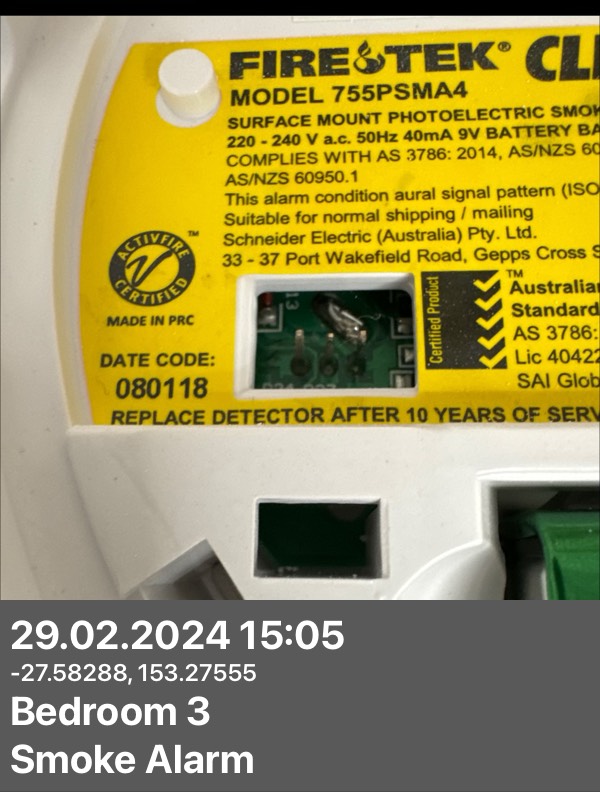 FIRETEK® CLI
MODEL 755PSMA4
SURFACE MOUNT PHOTOELECTRIC SMOK
220 - 240 V a.c. 50Hz 40mA 9V BATTERY BA
COMPLIES WITH AS 3786: 2014, AS/NZS 60
AS/NZS 60950.1
This alarm condition aural signal pattern (ISO
Suitable for normal shipping / mailing
Schneider Electric (Australia) Pty. Ltd.
33 - 37 Port Wakefield Road, Gepps Cross S
ACTIVFIRE
CERTIFIED
™
MADE IN PRC
13
Certified Product
™
Australian
Standard
AS 3786:
Lic 40422
SAI Glob
DATE CODE:
080118
REPLACE DETECTOR AFTER 10 YEARS OF SERV
29.02.2024 15:05
-27.58288, 153.27555
Bedroom 3
Smoke Alarm